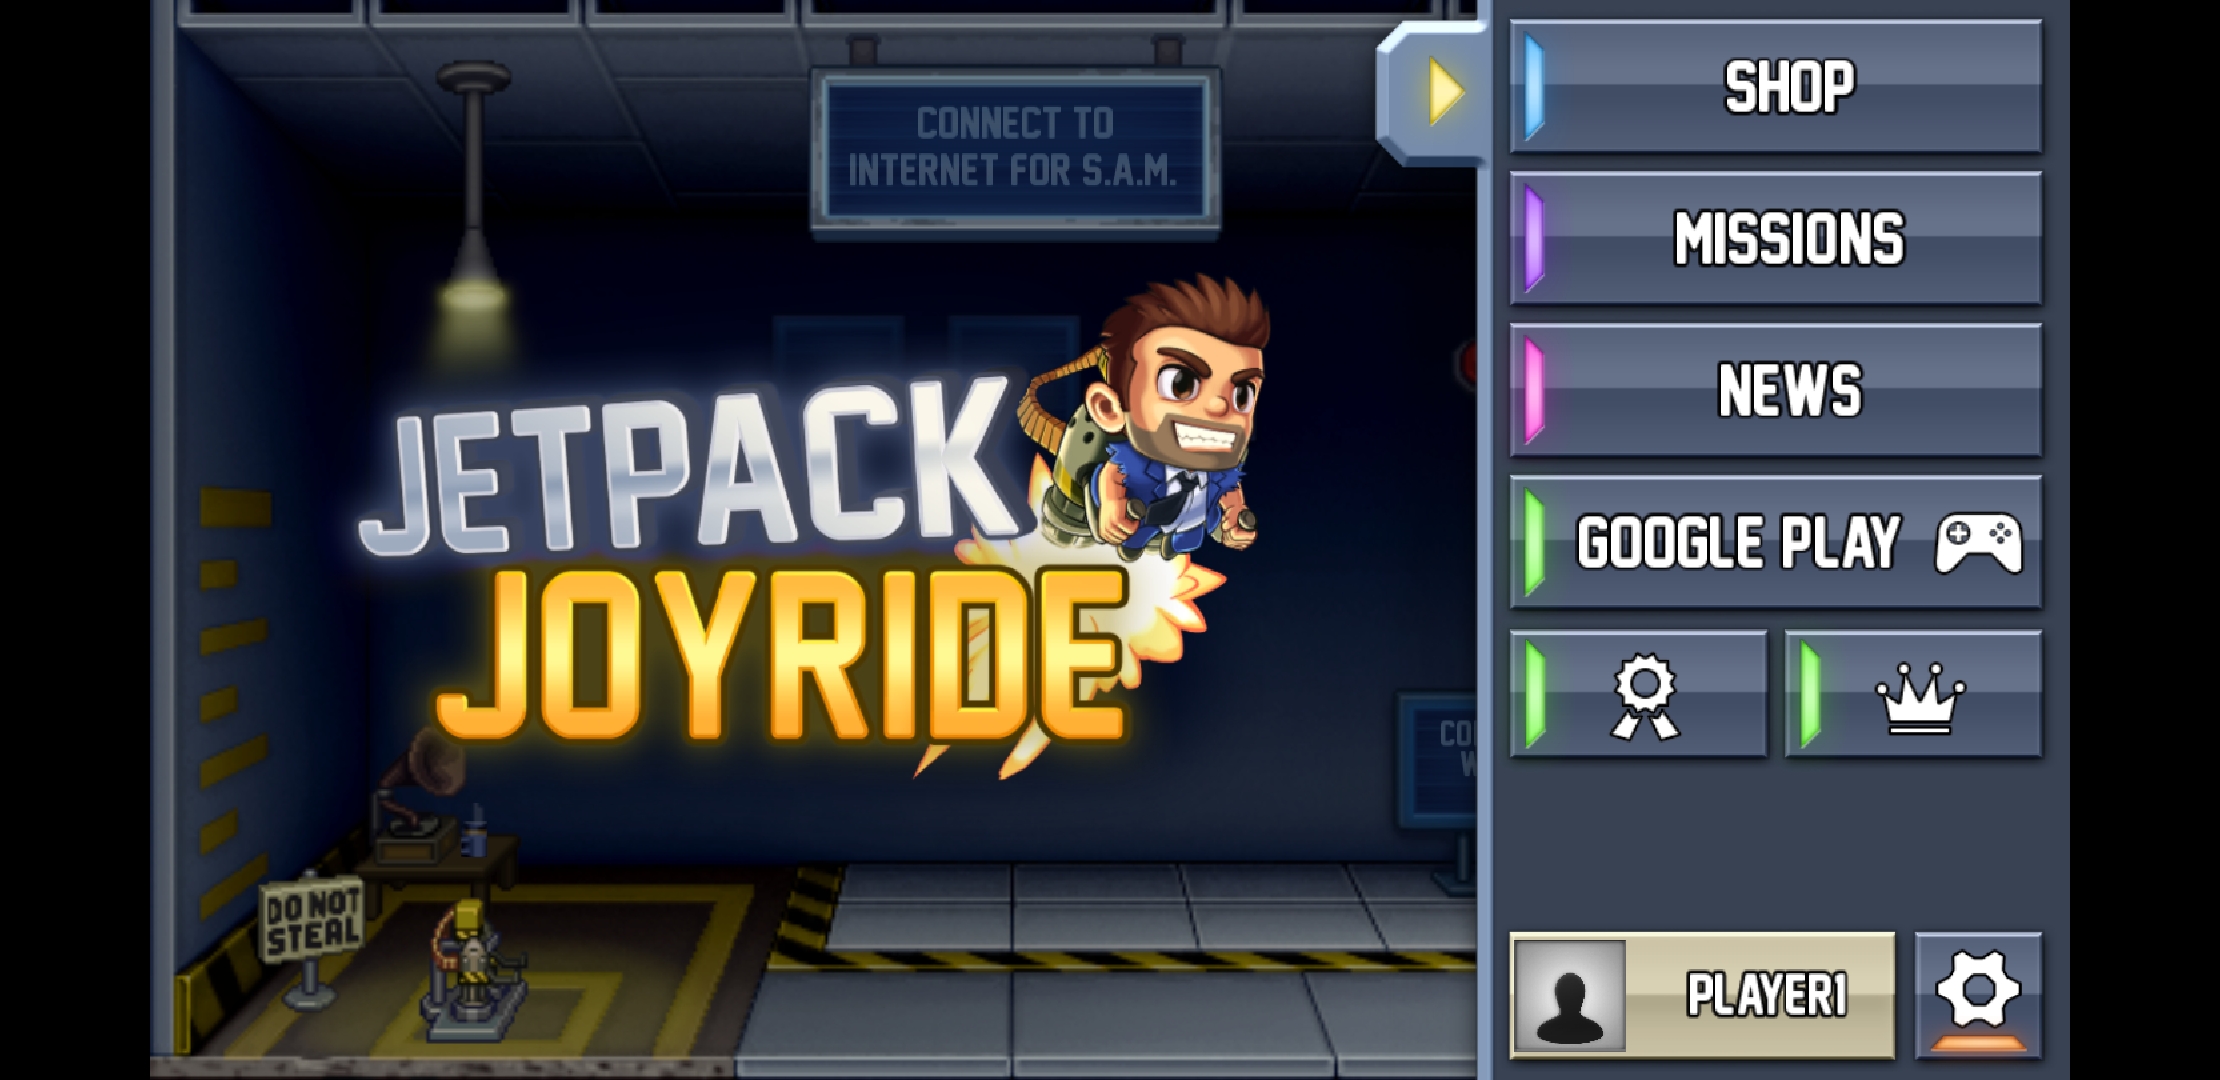 CONNECT TO
INTERNET FOR S.A.M.
JETPACK
JOYRIDE
DO NOT
STEAL
SHOP
MISSIONS
NEWS
GOOGLE PLAY
PLAYER1